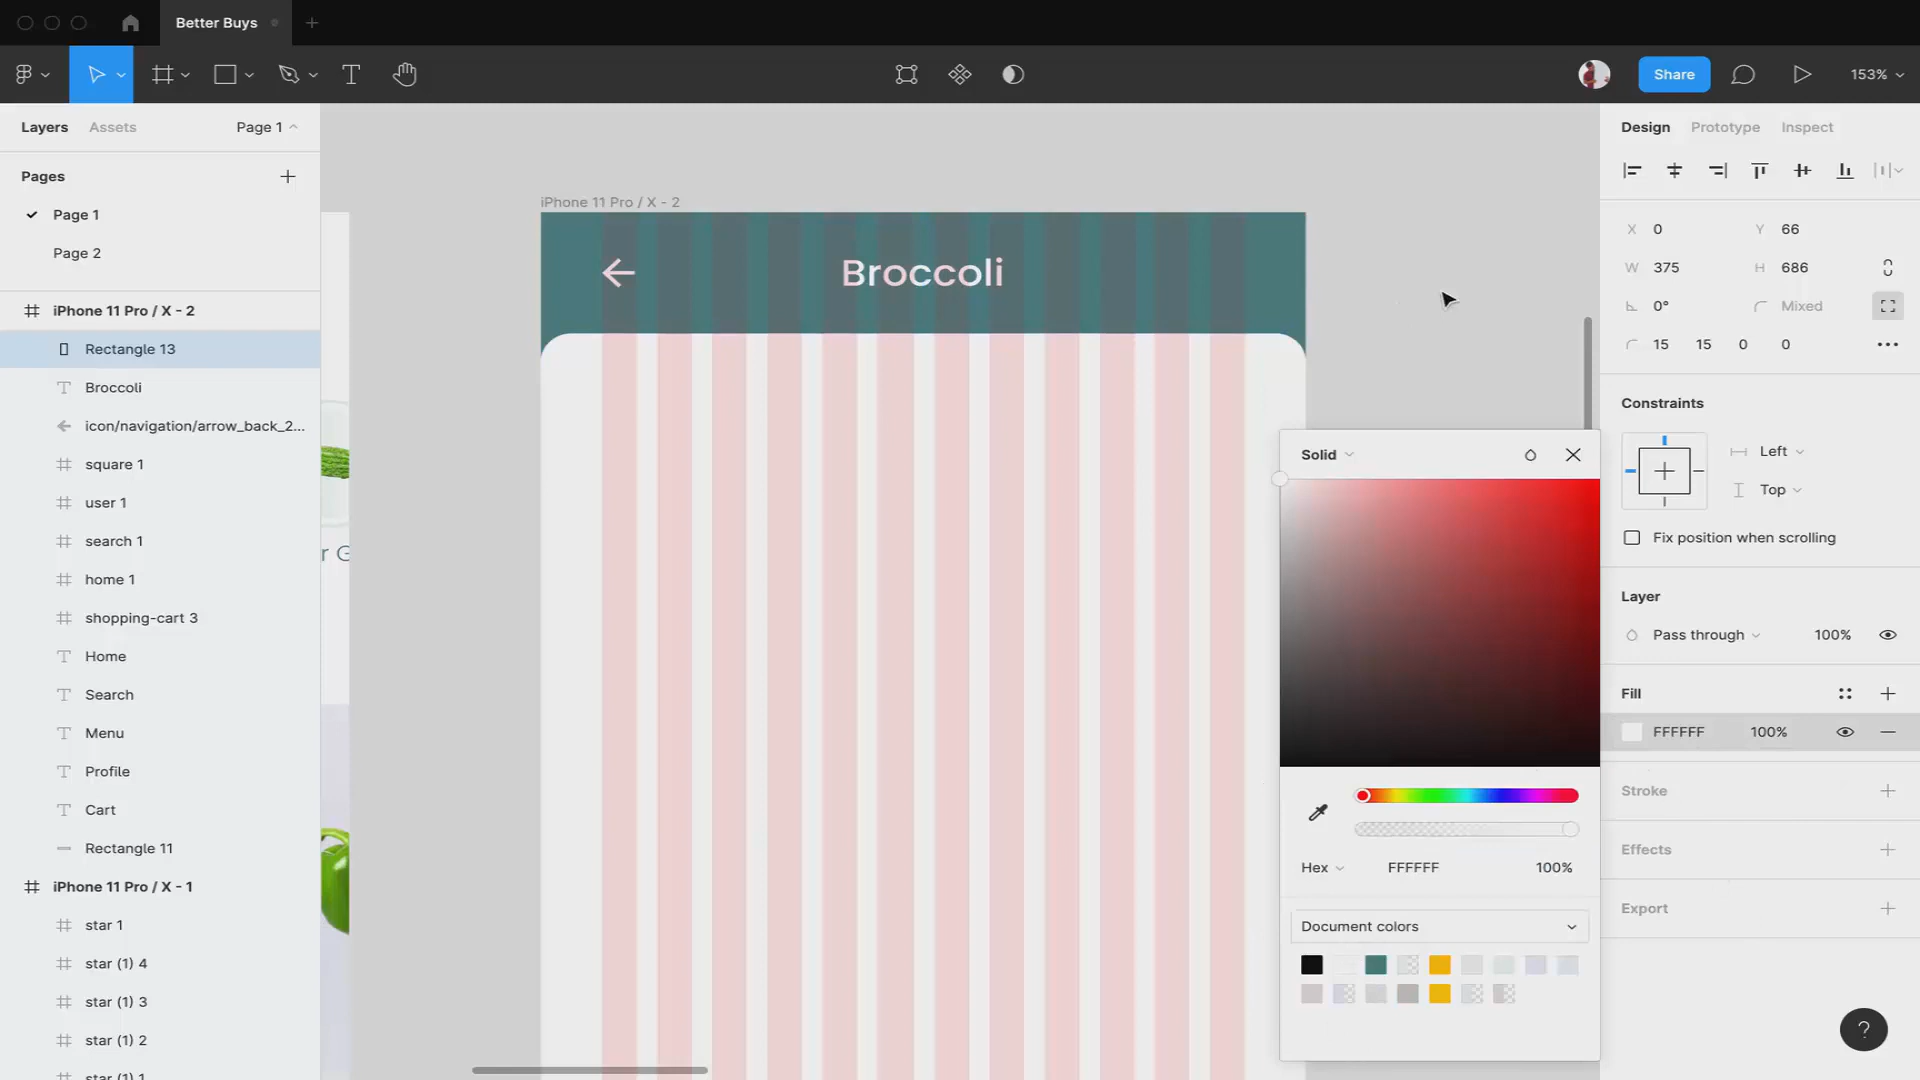 Better Buys
Share
153%
Layers
Assets
Page 1
Pages
Page 1
Page 2
iPhone 11 Pro / X - 2
Rectangle 13
Broccoli
icon/navigation/arrow_back_2...
square 1
user 1
search 1
home 1
shopping-cart 3
Home
Search
Menu
Profile
Cart
Rectangle 11
iPhone 11 Pro / X - 1
star 1
star (1) 4
star (1) 3
star (1) 2
star (1) 1
iPhone 11 Pro / X - 2
Broccoli
r G
Solid
Hex
FFFFFF
100%
Document colors
Design
Prototype
Inspect
X 0 Y 66
W 375 H 686
0° Mixed
15 15 0 0
Constraints
Left
Top
Fix position when scrolling
Layer
Pass through 100%
Fill
FFFFFF 100%
Stroke
Effects
Export
?